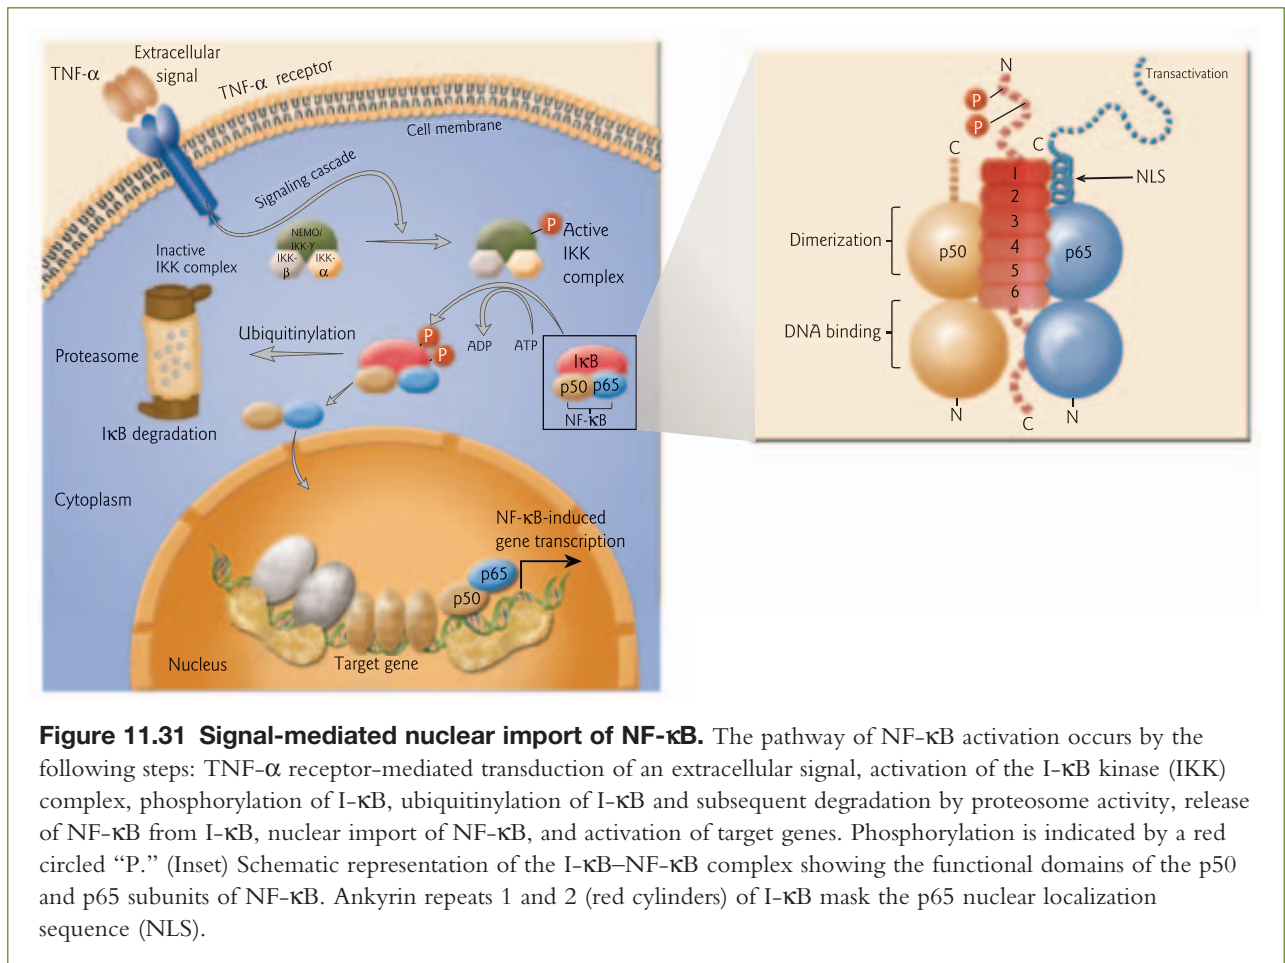 TNF-α
Extracellular
signal
TNF-α receptor
Cell membrane
Signaling cascade
Inactive
IKK complex
NEMO/
IKK-γ
IKK-
β
IKK-
α
P
Active
IKK
complex
Proteasome
Ubiquitinylation
P
P
ADP
ATP
IκB
p50
p65
NF-κB
IκB degradation
Cytoplasm
NF-κB-induced
gene transcription
p65
p50
Nucleus
Target gene
N
P
P
C
C
Transactivation
NLS
1
2
3
4
5
6
Dimerization
p50
p65
DNA binding
N
C
N
Figure 11.31 Signal-mediated nuclear import of NF-κB. The pathway of NF-κB activation occurs by the
following steps: TNF-α receptor-mediated transduction of an extracellular signal, activation of the I-κB kinase (IKK)
complex, phosphorylation of I-κB, ubiquitinylation of I-κB and subsequent degradation by proteosome activity, release
of NF-κB from I-κB, nuclear import of NF-κB, and activation of target genes. Phosphorylation is indicated by a red
circled “P.” (Inset) Schematic representation of the I-κB–NF-κB complex showing the functional domains of the p50
and p65 subunits of NF-κB. Ankyrin repeats 1 and 2 (red cylinders) of I-κB mask the p65 nuclear localization
sequence (NLS).